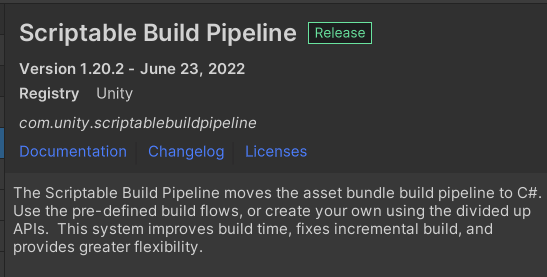 Scriptable Build Pipeline Release
Version 1.20.2 - June 23, 2022
Registry Unity
com.unity.scriptablebuildpipeline
Documentation Changelog Licenses
The Scriptable Build Pipeline moves the asset bundle build pipeline to C#.
Use the pre-defined build flows, or create your own using the divided up
APIs.  This system improves build time, fixes incremental build, and
provides greater flexibility.